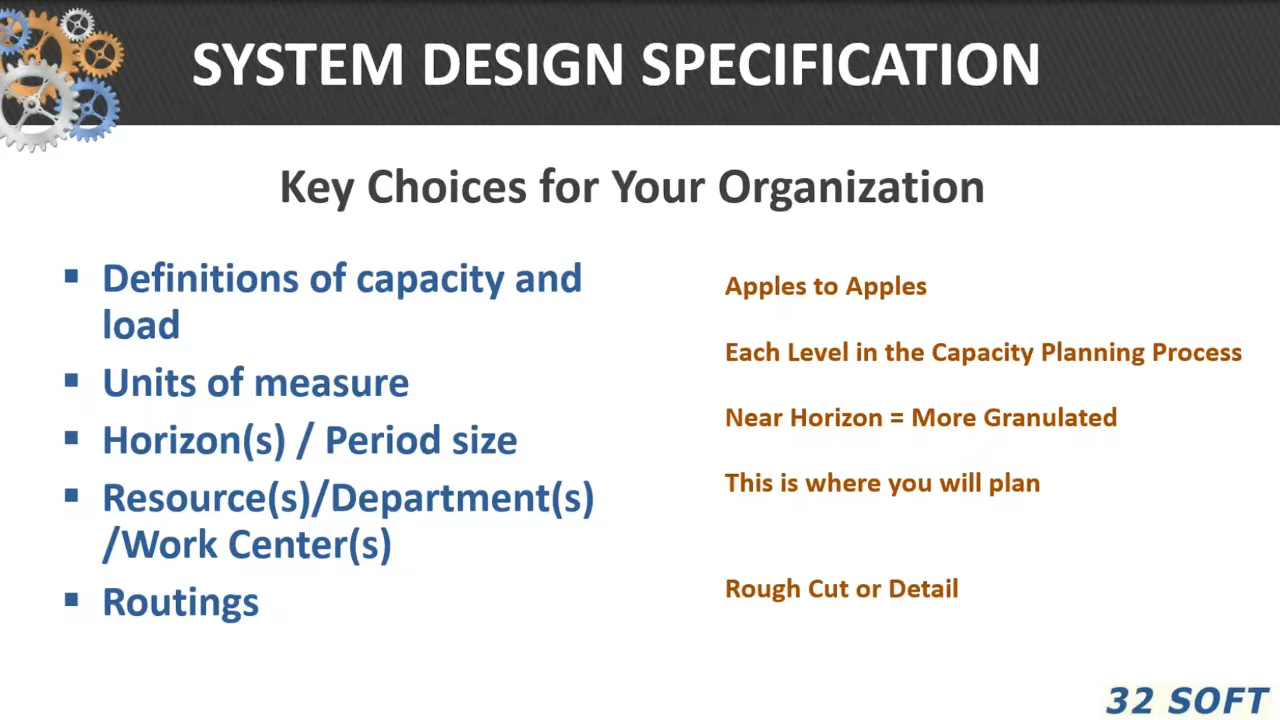 SYSTEM DESIGN SPECIFICATION
Key Choices for Your Organization
▪ Definitions of capacity and
load
▪ Units of measure
▪ Horizon(s) / Period size
▪ Resource(s)/Department(s)
/Work Center(s)
▪ Routings
Apples to Apples
Each Level in the Capacity Planning Process
Near Horizon = More Granulated
This is where you will plan
Rough Cut or Detail
32 SOFT